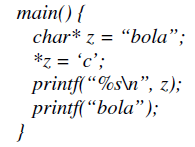 main() {
char* z = “bola”;
*z = ‘c’;
printf(“%s\n”, z);
printf(“bola”);
}